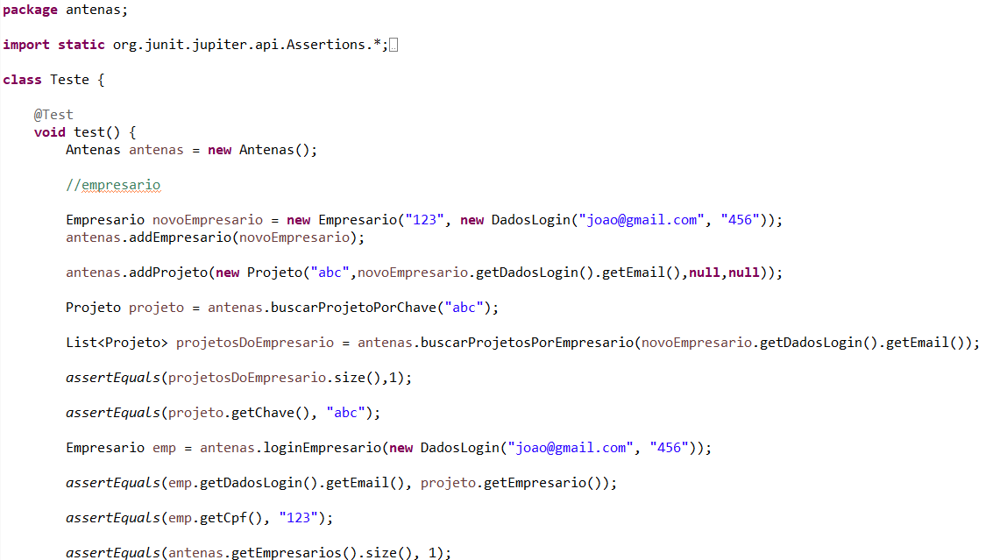 package antenas;
import static org.junit.jupiter.api.Assertions.*;
class Teste {
@Test
void test() {
Antenas antenas = new Antenas();
//empresario
Empresario novoEmpresario = new Empresario("123", new DadosLogin("joao@gmail.com", "456"));
antenas.addEmpresario(novoEmpresario);
antenas.addProjeto(new Projeto("abc",novoEmpresario.getDadosLogin().getEmail(),null,null));
Projeto projeto = antenas.buscarProjetoPorChave("abc");
List<Projeto> projetosDoEmpresario = antenas.buscarProjetosPorEmpresario(novoEmpresario.getDadosLogin().getEmail());
assertEquals(projetosDoEmpresario.size(),1);
assertEquals(projeto.getChave(), "abc");
Empresario emp = antenas.loginEmpresario(new DadosLogin("joao@gmail.com", "456"));
assertEquals(emp.getDadosLogin().getEmail(), projeto.getEmpresario());
assertEquals(emp.getCpf(), "123");
assertEquals(antenas.getEmpresarios().size(), 1);